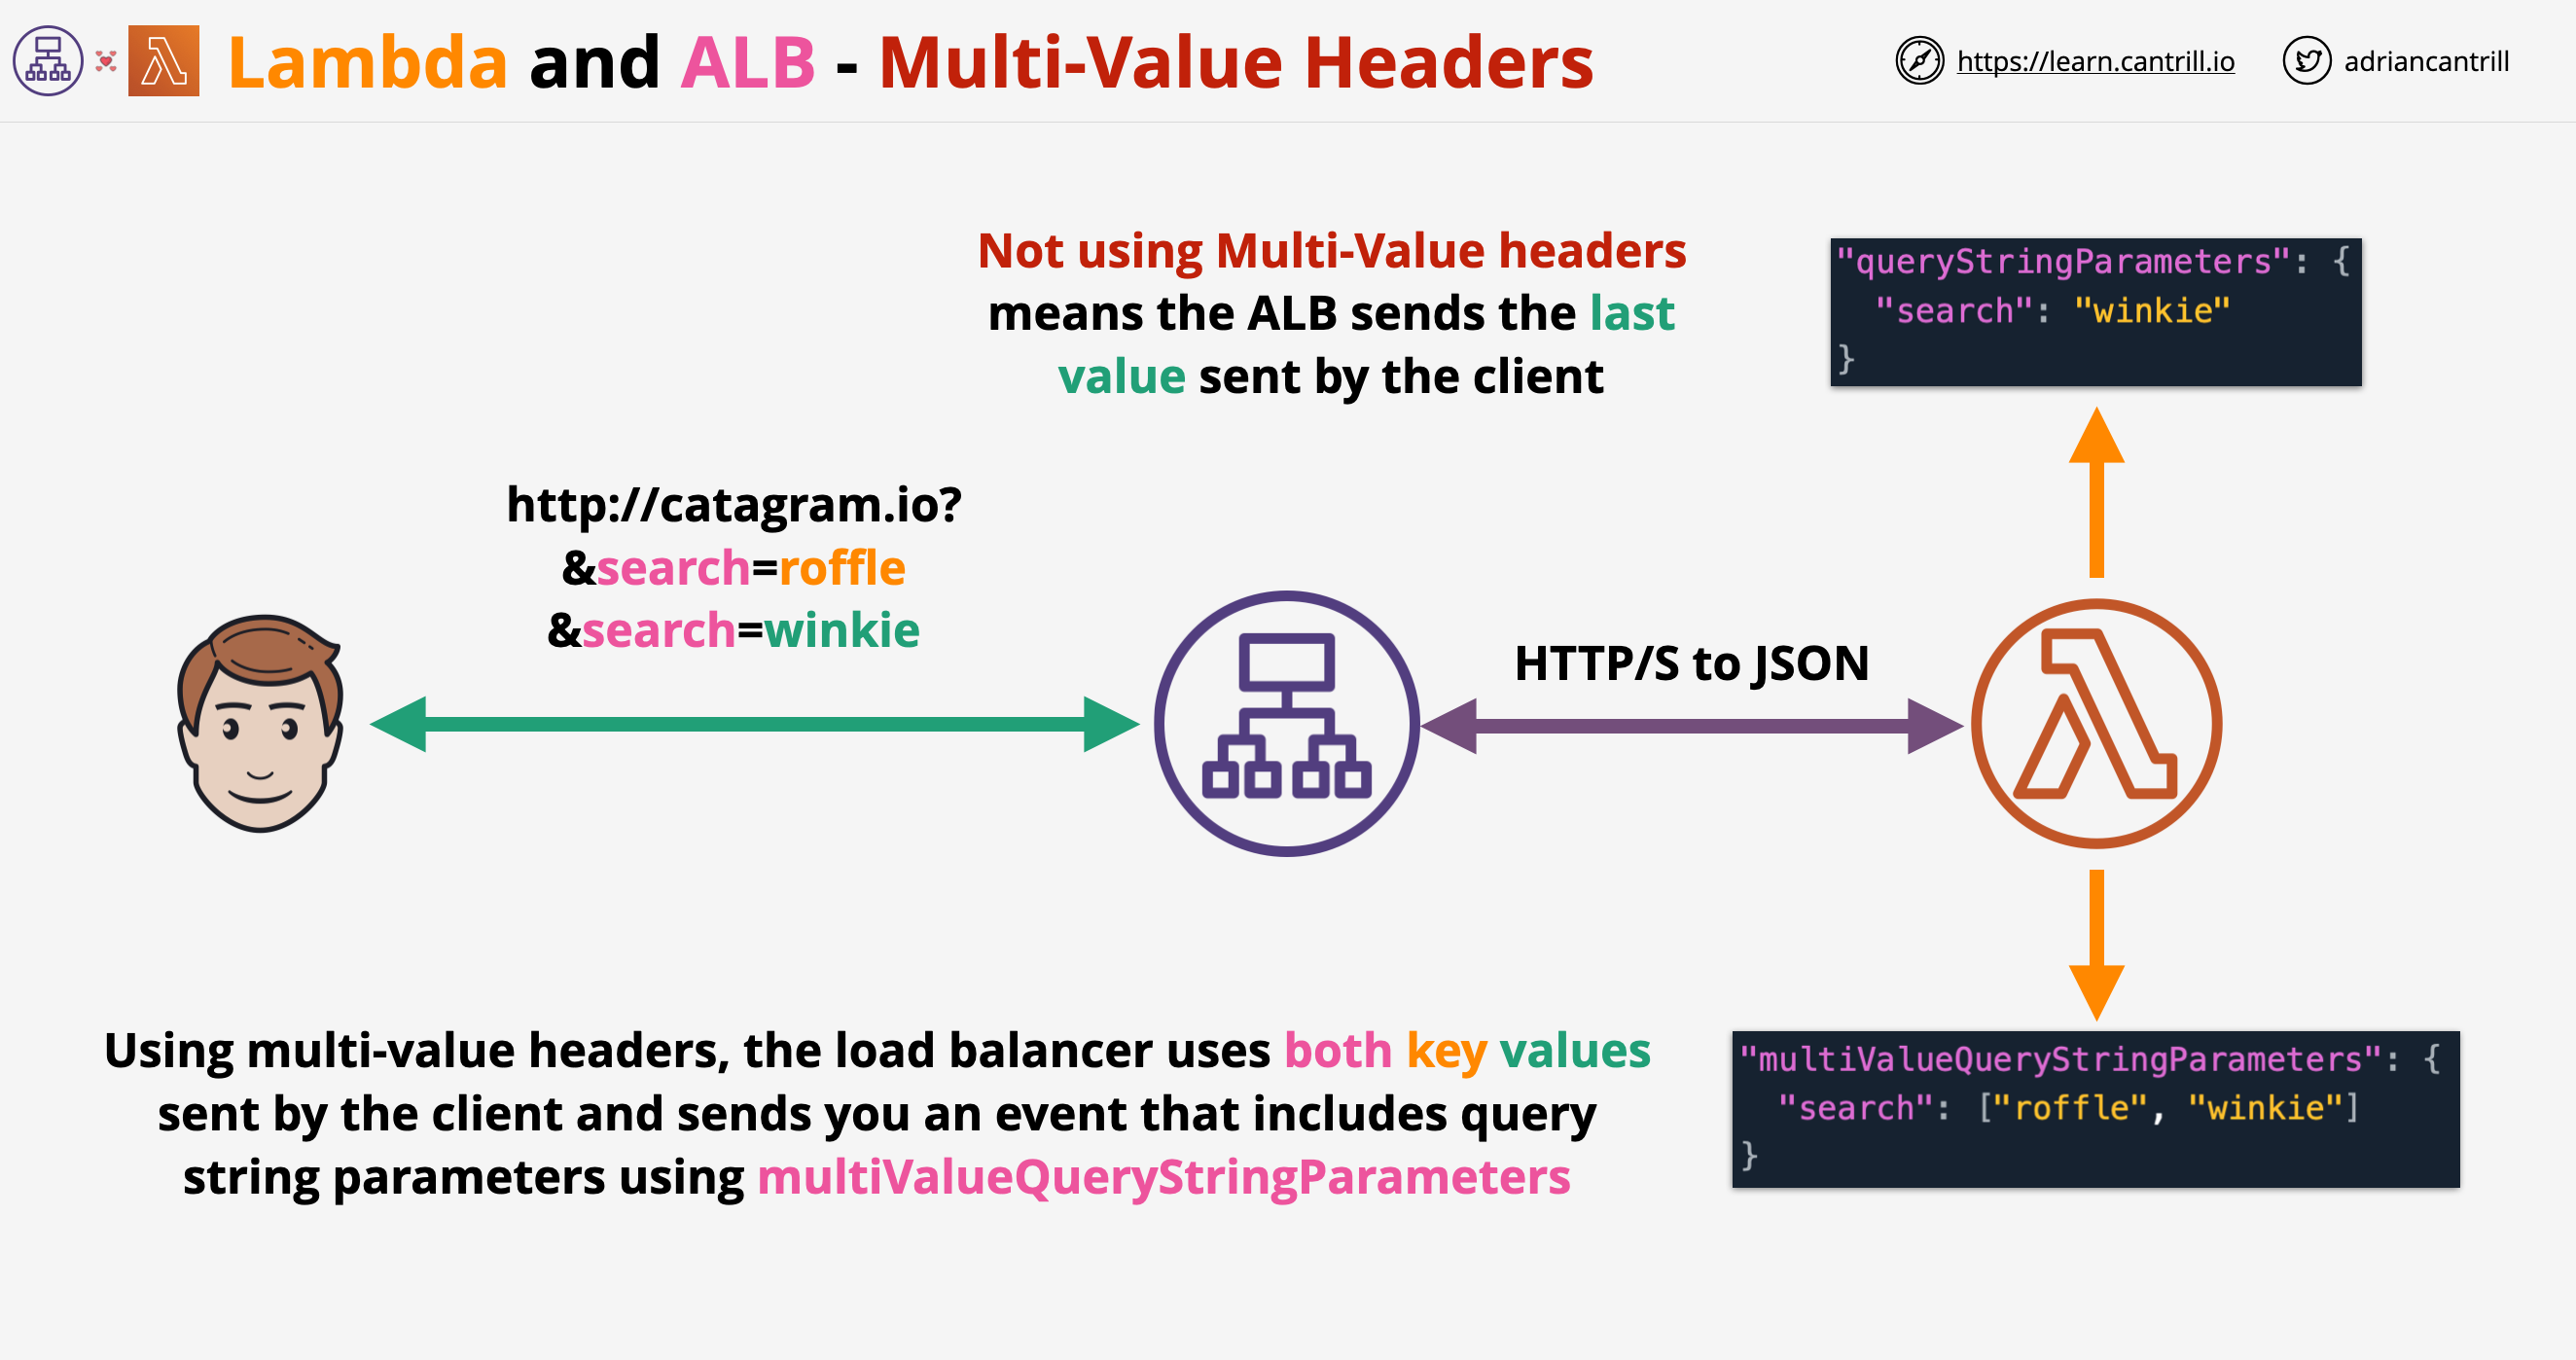 Lambda and ALB - Multi-Value Headers
https://learn.cantrill.io
adriancantrill
Not using Multi-Value headers
means the ALB sends the last
value sent by the client
"queryStringParameters": {
"search": "winkie"
}
http://catagram.io?
&search=roffle
&search=winkie
HTTP/S to JSON
Using multi-value headers, the load balancer uses both key values
sent by the client and sends you an event that includes query
string parameters using multiValueQueryStringParameters
"multiValueQueryStringParameters": {
"search": ["roffle", "winkie"]
}